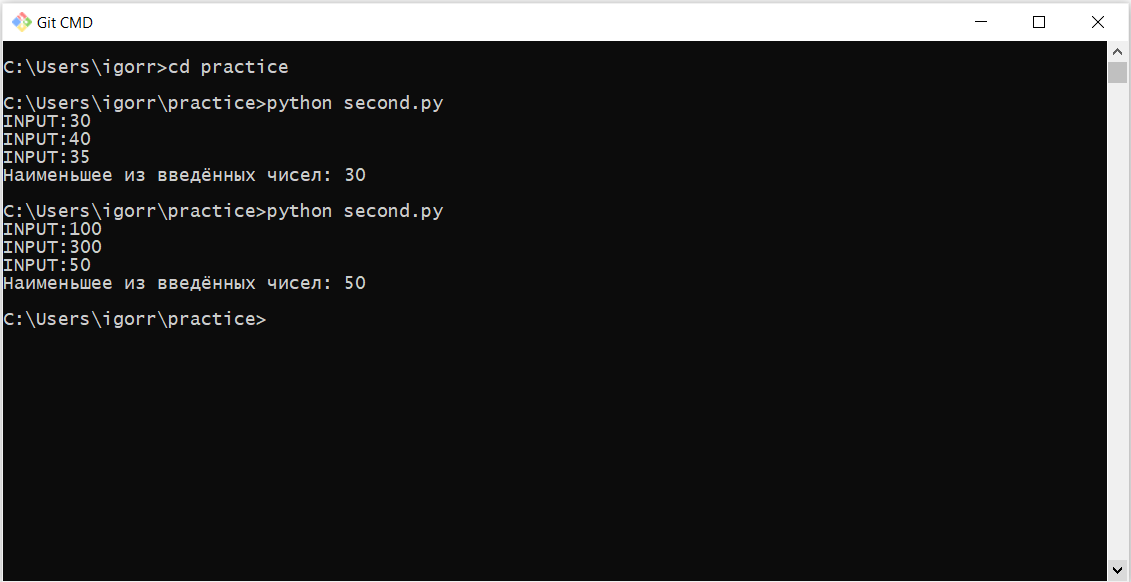 Git CMD
C:\Users\igorr>cd practice
C:\Users\igorr\practice>python second.py
INPUT:30
INPUT:40
INPUT:35
Наименьшее из введённых чисел: 30
C:\Users\igorr\practice>python second.py
INPUT:100
INPUT:300
INPUT:50
Наименьшее из введённых чисел: 50
C:\Users\igorr\practice>